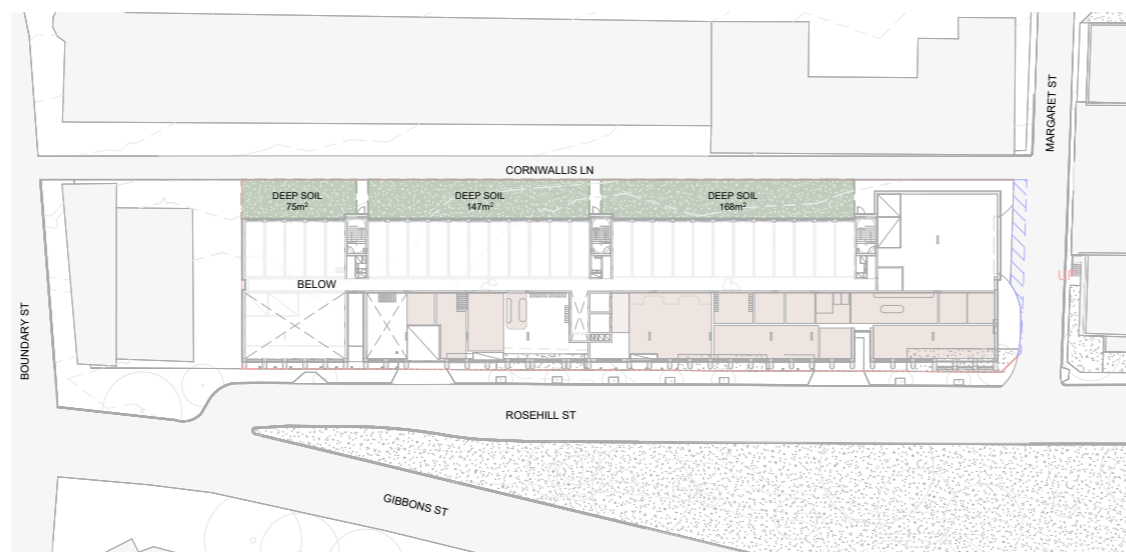 MARGARET ST
CORNWALLIS LN
DEEP SOIL
75m²
DEEP SOIL
147m²
DEEP SOIL
168m²
BELOW
BOUNDARY ST
ROSEHILL ST
GIBBONS ST